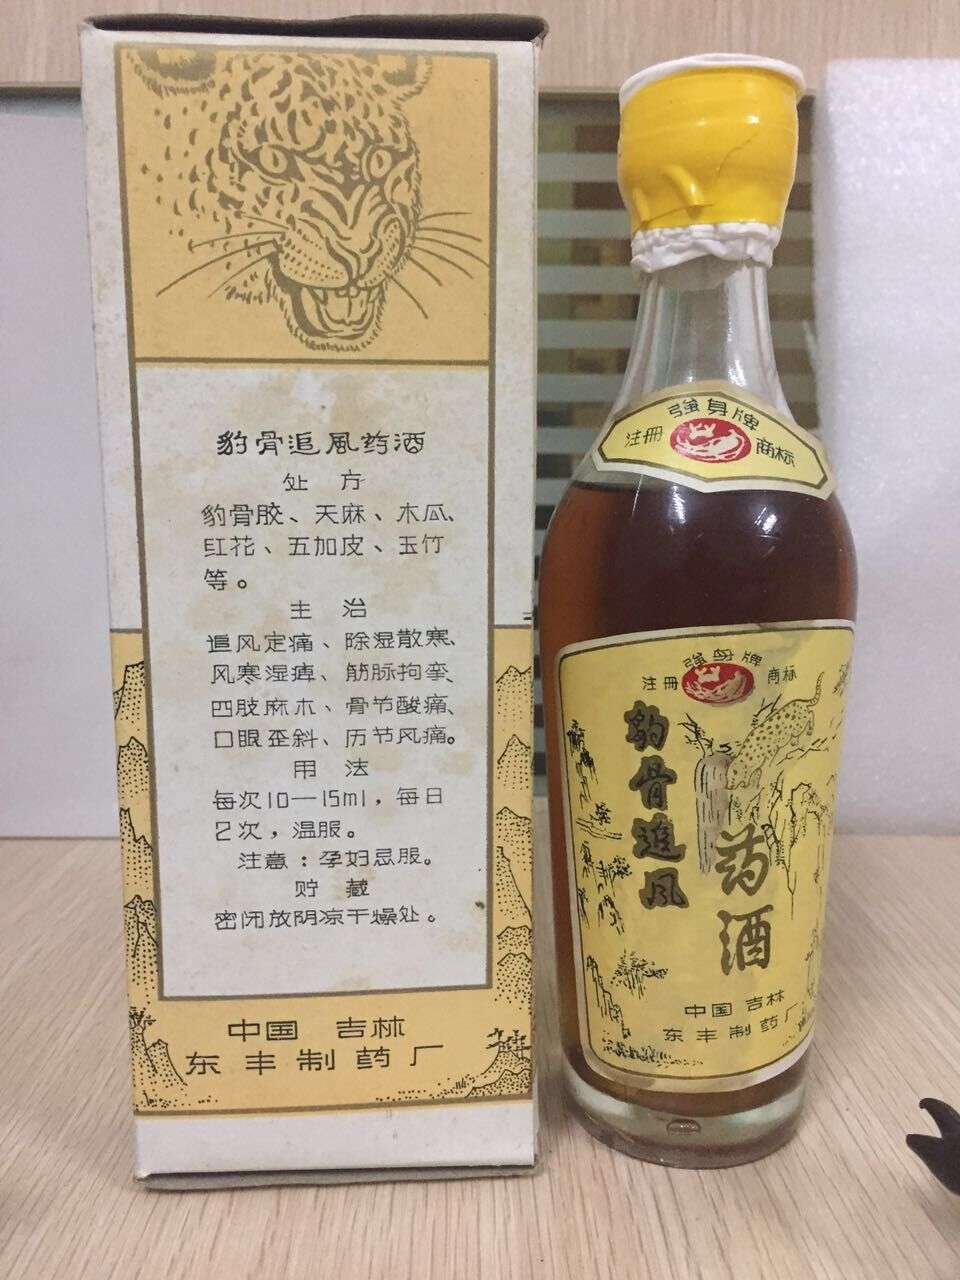 豹骨追風药酒
处方
豹骨胶、天麻、木瓜、
红花、五加皮、玉竹
等。
主治
追风定痛、除湿散寒、
风寒湿痹、筋脉拘挛、
四肢麻木、骨节酸痛、
口眼歪斜、历节风痛。
用法
每次10—15ml，每日
2次，温服。
注意：孕妇忌服。
贮藏
密闭放阴凉干燥处。
中国 吉林
东丰制药厂
強身牌
注冊 商标
強身牌
注冊 商标
豹骨追风
药酒
中国 吉林
东丰制药厂